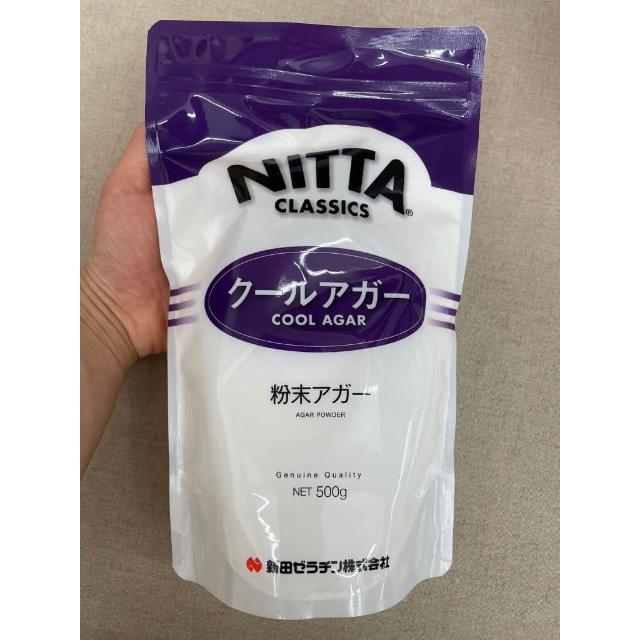 NITTA
CLASSICS®
クールアガー
COOL AGAR
粉末アガー
AGAR POWDER
Genuine Quality
NET 500g
新田ゼラチン株式会社